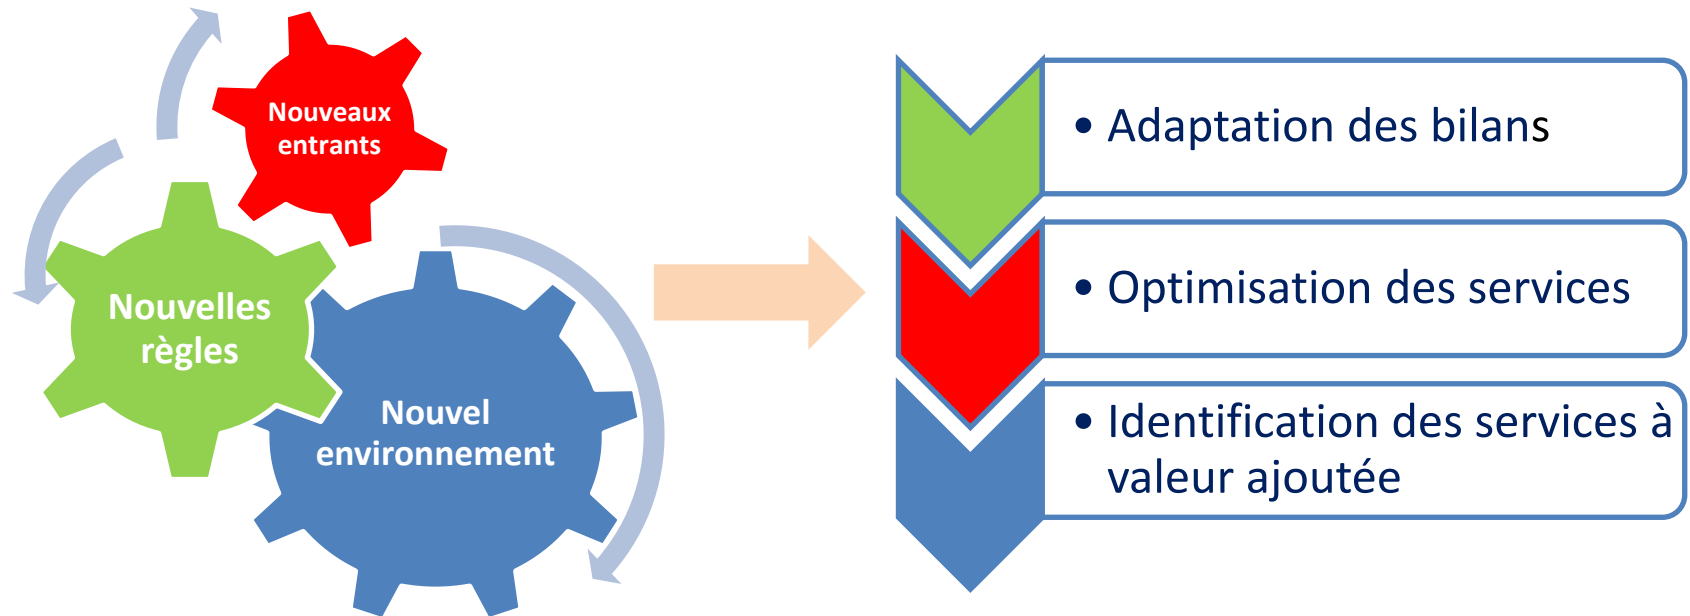 Nouveaux
entrants
Nouvelles
règles
Nouvel
environnement
• Adaptation des bilans
• Optimisation des services
• Identification des services à
valeur ajoutée